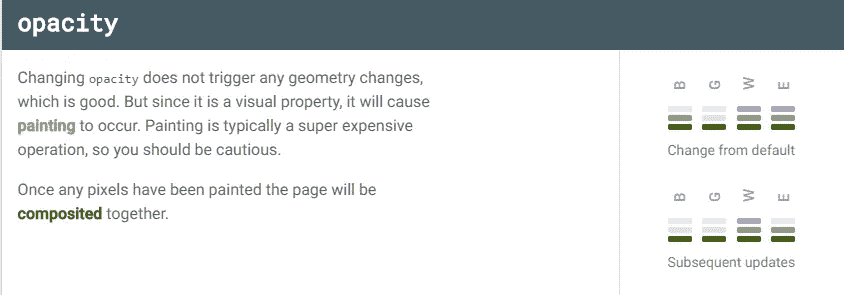 opacity
Changing opacity does not trigger any geometry changes,
which is good. But since it is a visual property, it will cause
painting to occur. Painting is typically a super expensive
operation, so you should be cautious.
Once any pixels have been painted the page will be
composited together.
B G W E
Change from default
B G W E
Subsequent updates